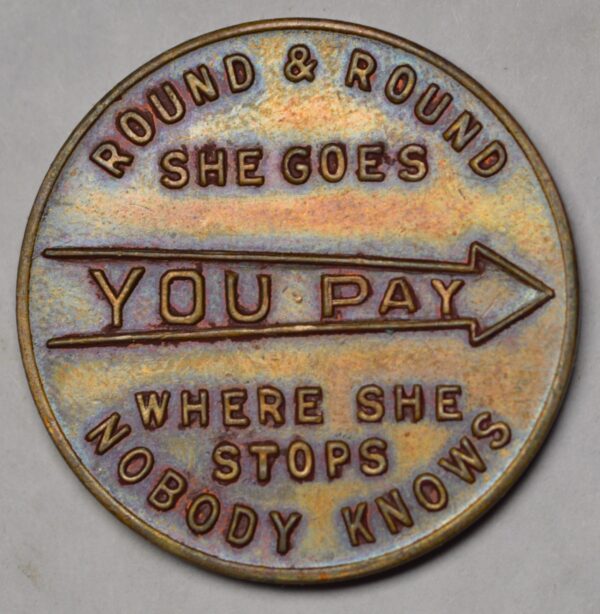 ROUND & ROUND
SHE GOES
YOU PAY
WHERE SHE
STOPS
NOBODY KNOWS